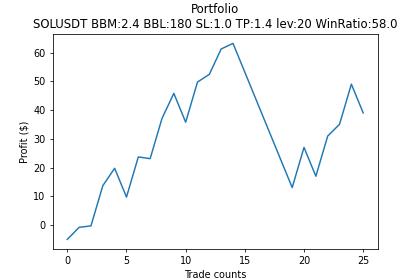 Portfolio
SOLUSDT BBM:2.4 BBL:180 SL:1.0 TP:1.4 lev:20 WinRatio:58.0
Profit ($)
60
50
40
30
20
10
0
0 5 10 15 20 25
Trade counts